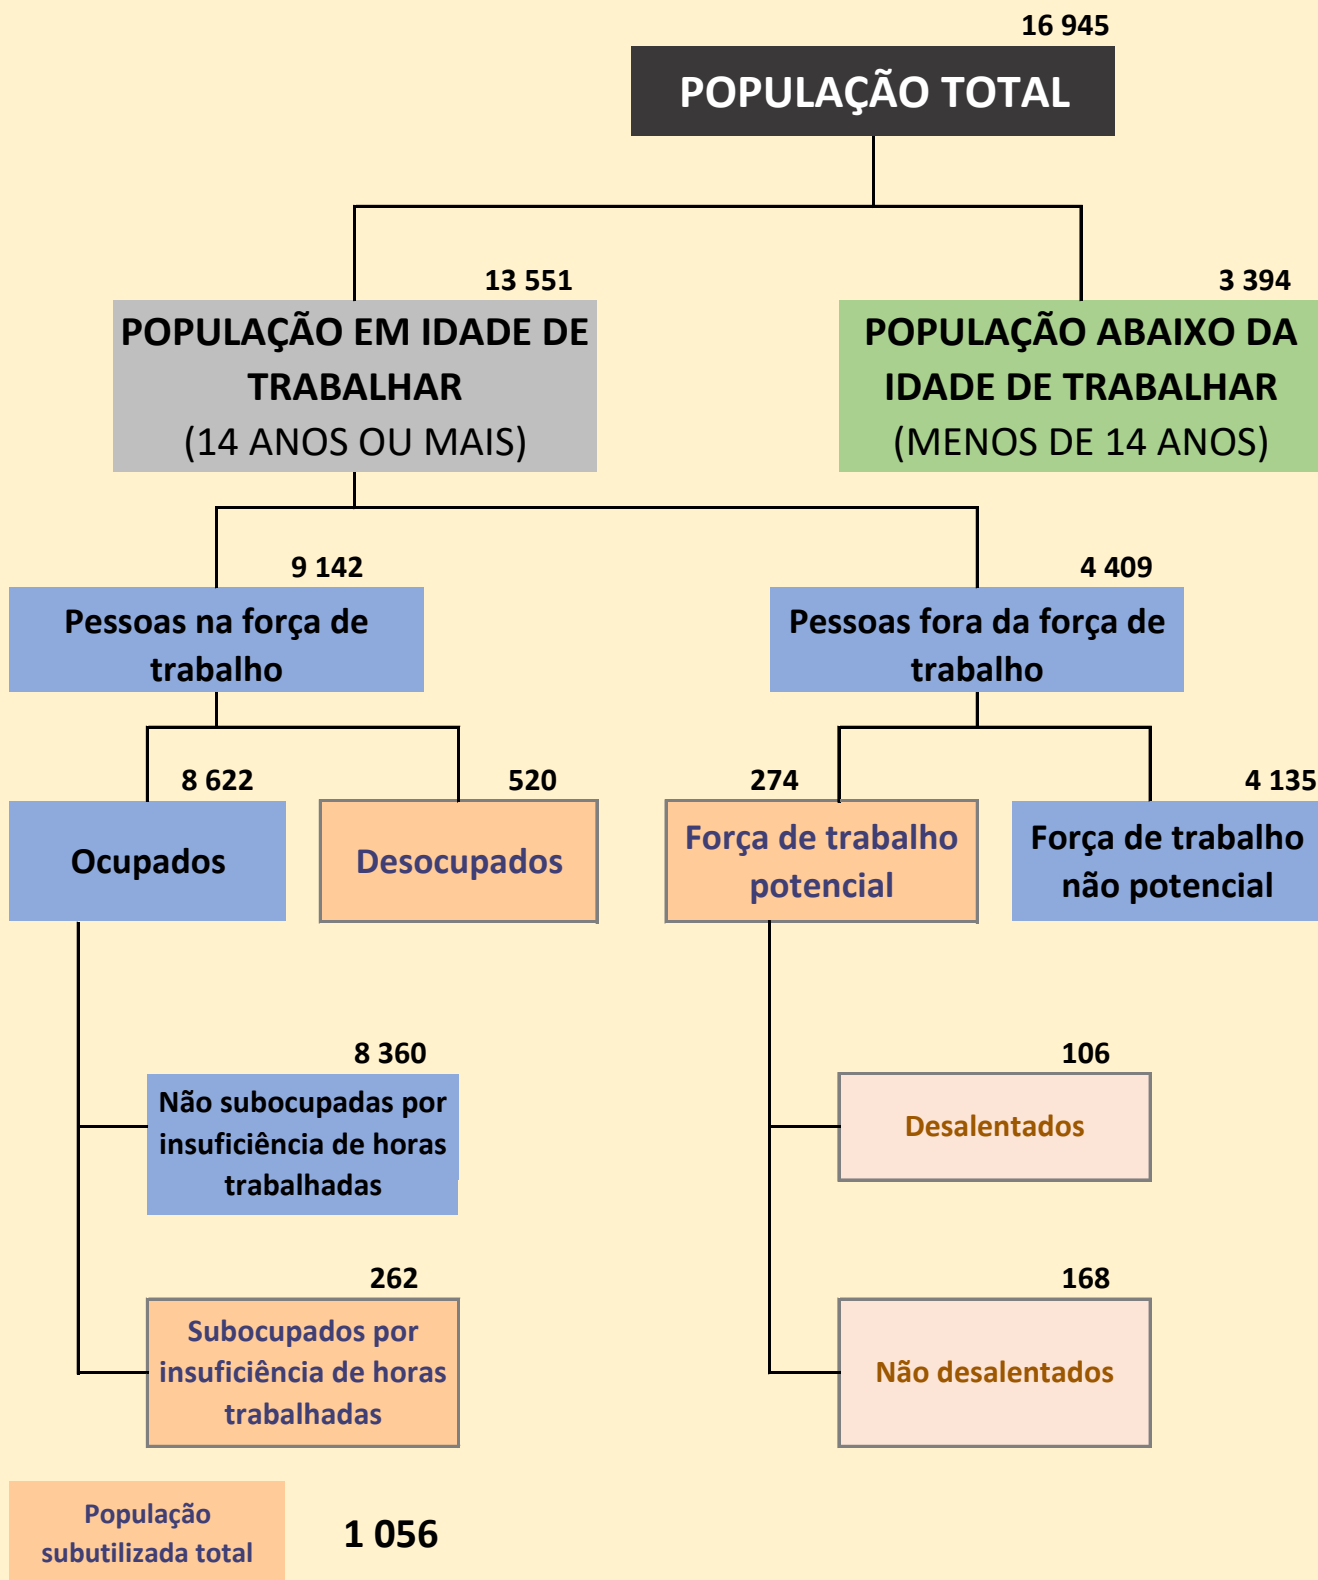 16 945
POPULAÇÃO TOTAL
13 551
POPULAÇÃO EM IDADE DE
TRABALHAR
(14 ANOS OU MAIS)
3 394
POPULAÇÃO ABAIXO DA
IDADE DE TRABALHAR
(MENOS DE 14 ANOS)
9 142
Pessoas na força de
trabalho
4 409
Pessoas fora da força de
trabalho
8 622
Ocupados
520
Desocupados
274
Força de trabalho
potencial
4 135
Força de trabalho
não potencial
8 360
Não subocupadas por
insuficiência de horas
trabalhadas
106
Desalentados
262
Subocupados por
insuficiência de horas
trabalhadas
168
Não desalentados
População
subutilizada total
1 056